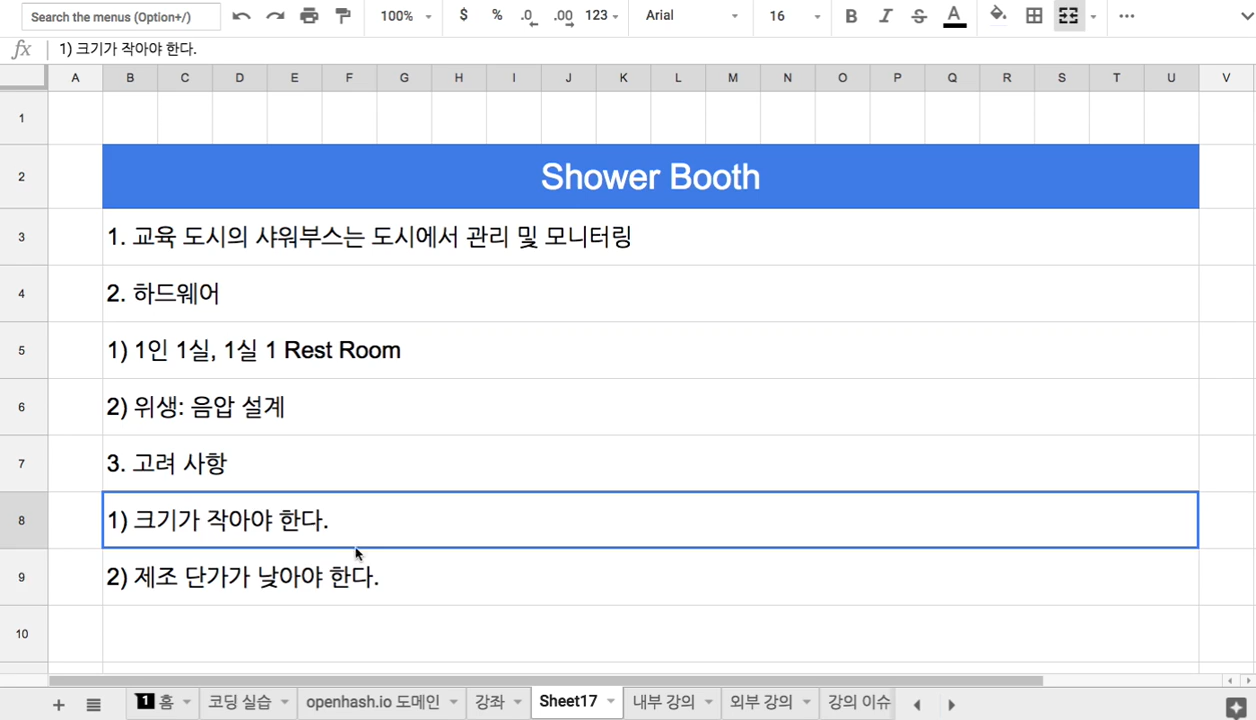 Search the menus (Option+/)
100%
$
%
.0
.00
123
Arial
16
B
I
S
A
fx
1) 크기가 작아야 한다.
A B C D E F G H I J K L M N O P Q R S T U V
1
2 Shower Booth
3 1. 교육 도시의 샤워부스는 도시에서 관리 및 모니터링
4 2. 하드웨어
5 1) 1인 1실, 1실 1 Rest Room
6 2) 위생: 음압 설계
7 3. 고려 사항
8 1) 크기가 작아야 한다.
9 2) 제조 단가가 낮아야 한다.
10
1 홈 코딩 실습 openhash.io 도메인 강좌 Sheet17 내부 강의 외부 강의 강의 이슈